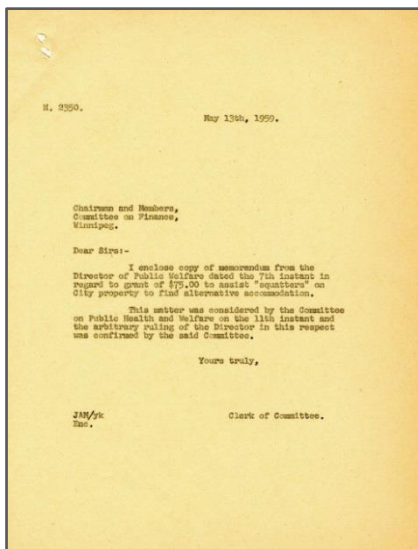 M. 2350.
May 13th, 1959.
Chairman and Members,
Committee on Finance,
Winnipeg.
Dear Sirs:-
I enclose copy of memorandum from the
Director of Public Welfare dated the 7th instant in
regard to grant of $75.00 to assist "squatters" on
City property to find alternative accommodation.
This matter was considered by the Committee
on Public Health and Welfare on the 11th instant and
the arbitrary ruling of the Director in this respect
was confirmed by the said Committee.
Yours truly,
JAM/yk Clerk of Committee.
Enc.